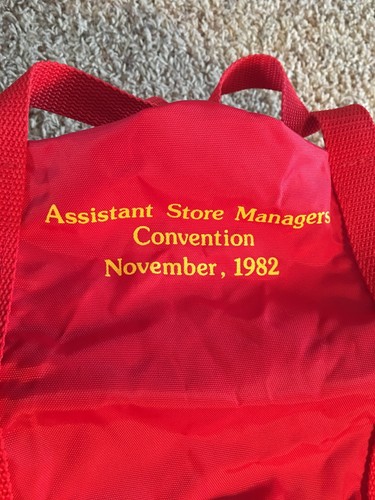 Assistant Store Managers
Convention
November, 1982